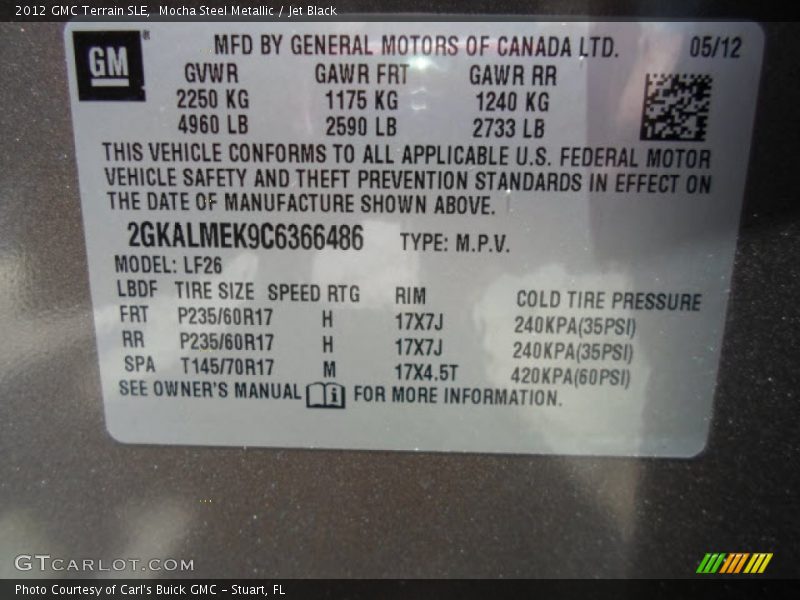 2012 GMC Terrain SLE,  Mocha Steel Metallic / Jet Black
GM®
MFD BY GENERAL MOTORS OF CANADA LTD. 05/12
GVWR GAWR FRT GAWR RR
2250 KG 1175 KG 1240 KG
4960 LB 2590 LB 2733 LB
THIS VEHICLE CONFORMS TO ALL APPLICABLE U.S. FEDERAL MOTOR
VEHICLE SAFETY AND THEFT PREVENTION STANDARDS IN EFFECT ON
THE DATE OF MANUFACTURE SHOWN ABOVE.
2GKALMEK9C6366486 TYPE: M.P.V.
MODEL: LF26
LBDF TIRE SIZE SPEED RTG RIM COLD TIRE PRESSURE
FRT P235/60R17 H 17X7J 240KPA(35PSI)
RR P235/60R17 H 17X7J 240KPA(35PSI)
SPA T145/70R17 M 17X4.5T 420KPA(60PSI)
SEE OWNER'S MANUAL i FOR MORE INFORMATION.
GTCARLOT.COM
Photo Courtesy of Carl's Buick GMC - Stuart, FL